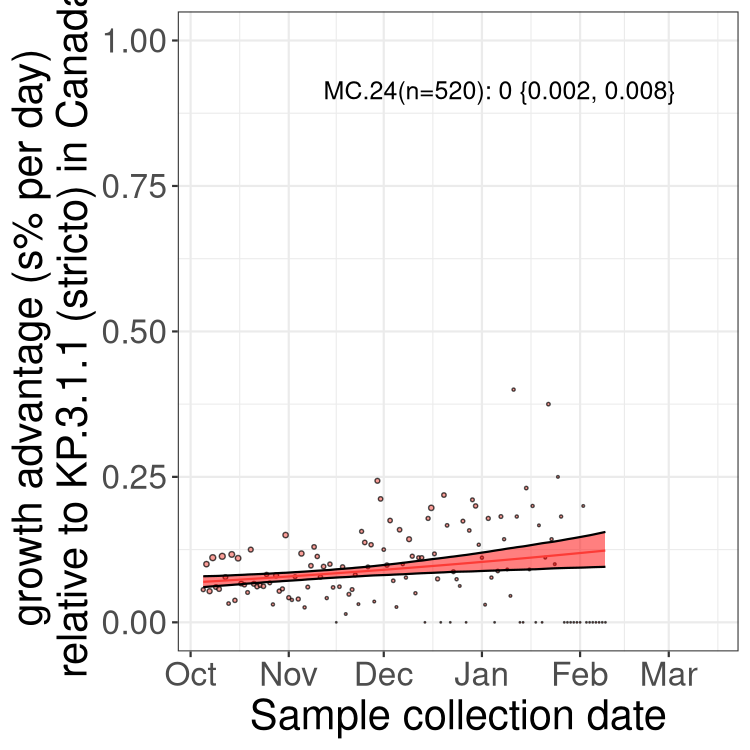 growth advantage (s% per day)
relative to KP.3.1.1 (stricto) in Canada
1.00
0.75
0.50
0.25
0.00
MC.24(n=520): 0 {0.002, 0.008}
Oct Nov Dec Jan Feb Mar
Sample collection date